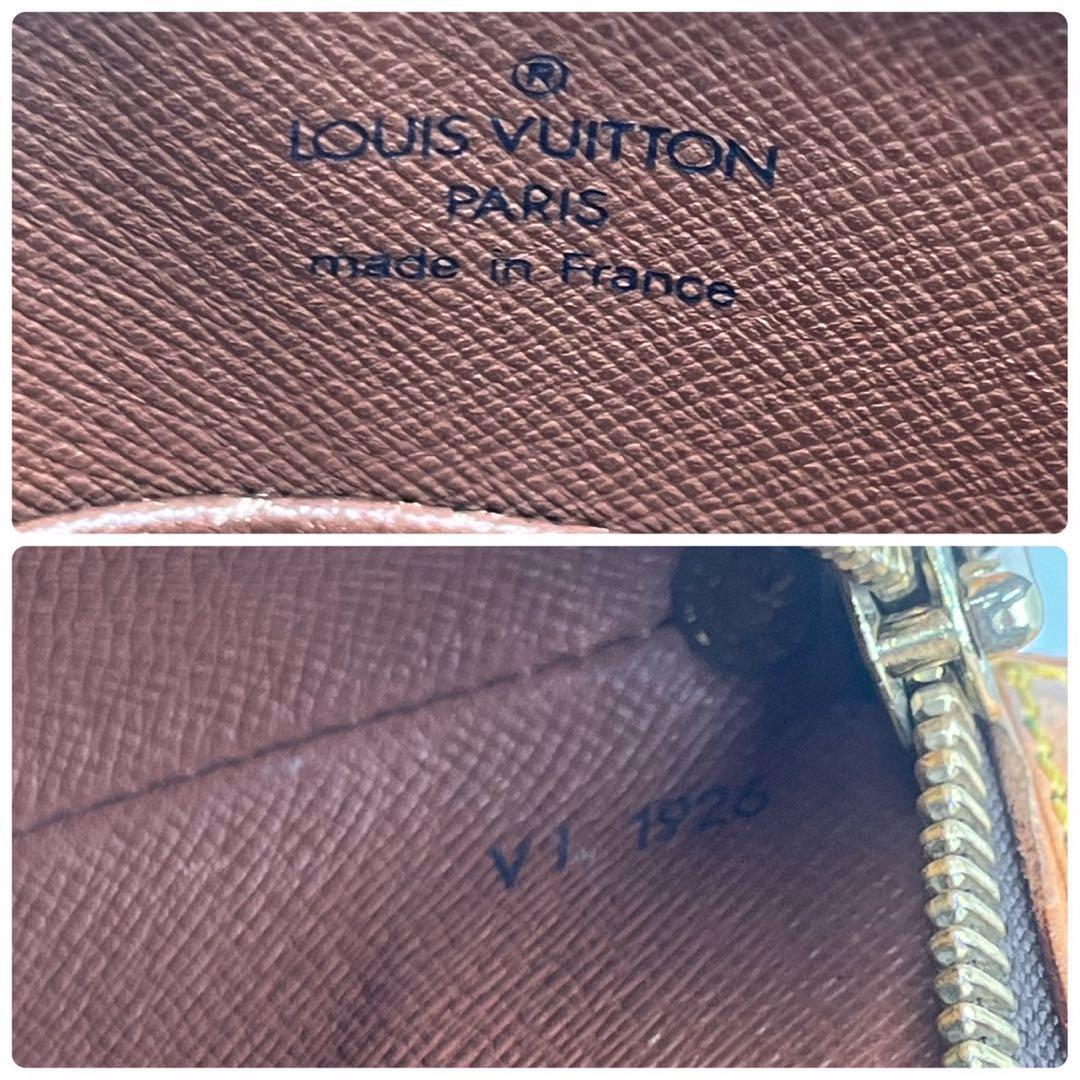 ®
LOUIS VUITTON
PARIS
made in France
VI 1926